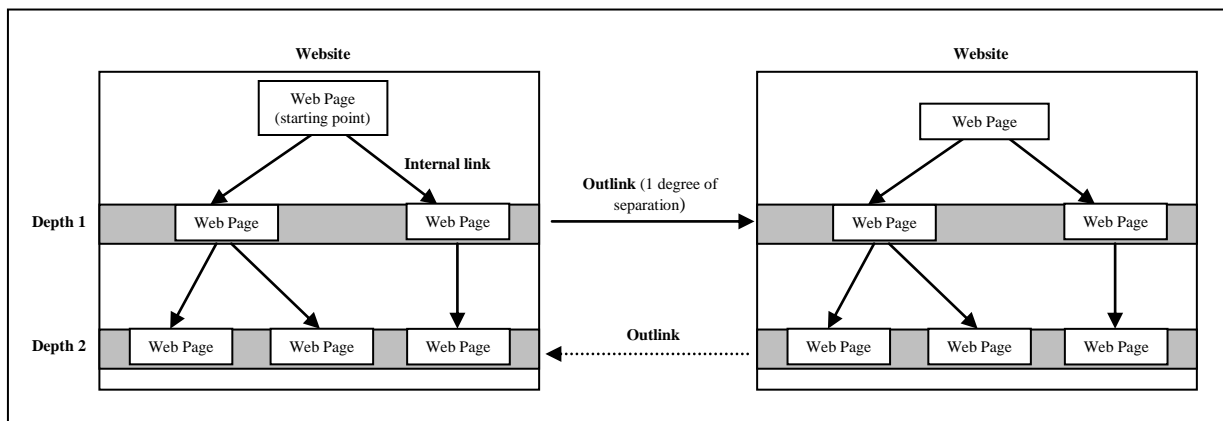 Website
Web Page
(starting point)
Internal link
Depth 1
Web Page
Web Page
Depth 2
Web Page
Web Page
Web Page
Outlink (1 degree of
separation)
Outlink
Website
Web Page
Web Page
Web Page
Web Page
Web Page
Web Page